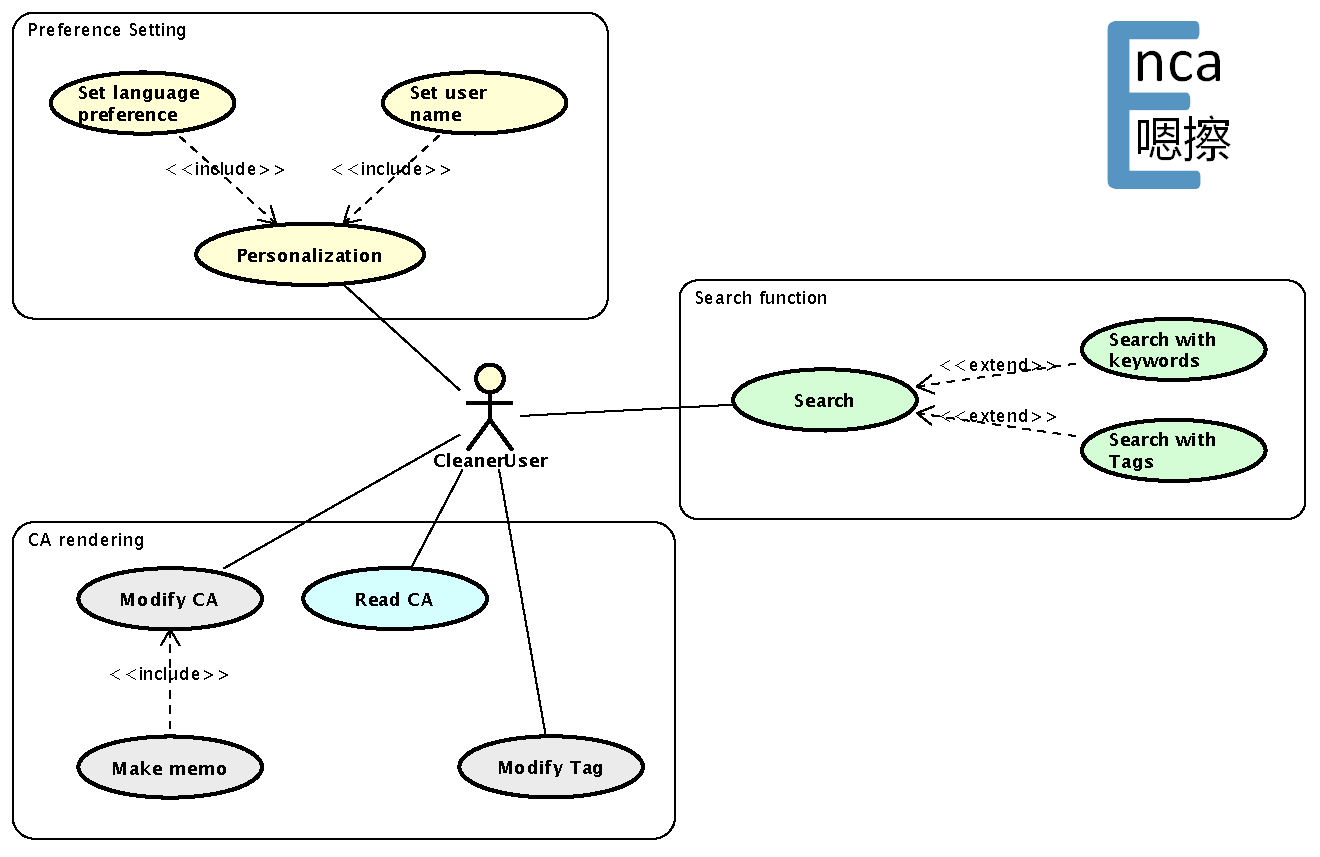 Preference Setting
Set language
preference
Set user
name
<<include>>
<<include>>
Personalization
nca
嗯擦
Search function
Search with
keywords
<<extend>>
Search
<<extend>>
Search with
Tags
CleanerUser
CA rendering
Modify CA
Read CA
<<include>>
Make memo
Modify Tag